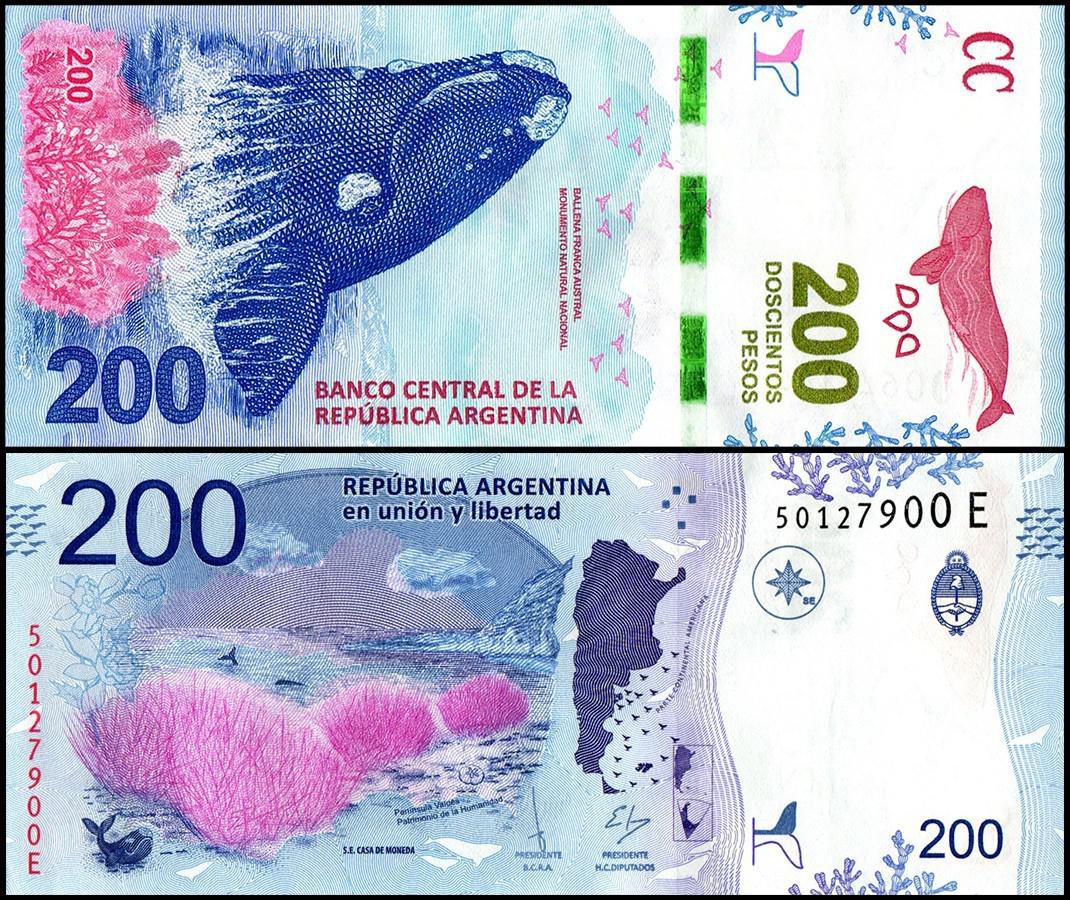 200
CC
BALLENA FRANCA AUSTRAL
MONUMENTO NATURAL NACIONAL
200
DOSCIENTOS
PESOS
200
BANCO CENTRAL DE LA
REPÚBLICA ARGENTINA
200
REPÚBLICA ARGENTINA
en unión y libertad
50127900 E
SE
50127900E
PARTE CONTINENTAL AMERICANA
Península Valdés
Patrimonio de la Humanidad
S.E. CASA DE MONEDA
PRESIDENTE
B.C.R.A.
PRESIDENTE
H.C.DIPUTADOS
200